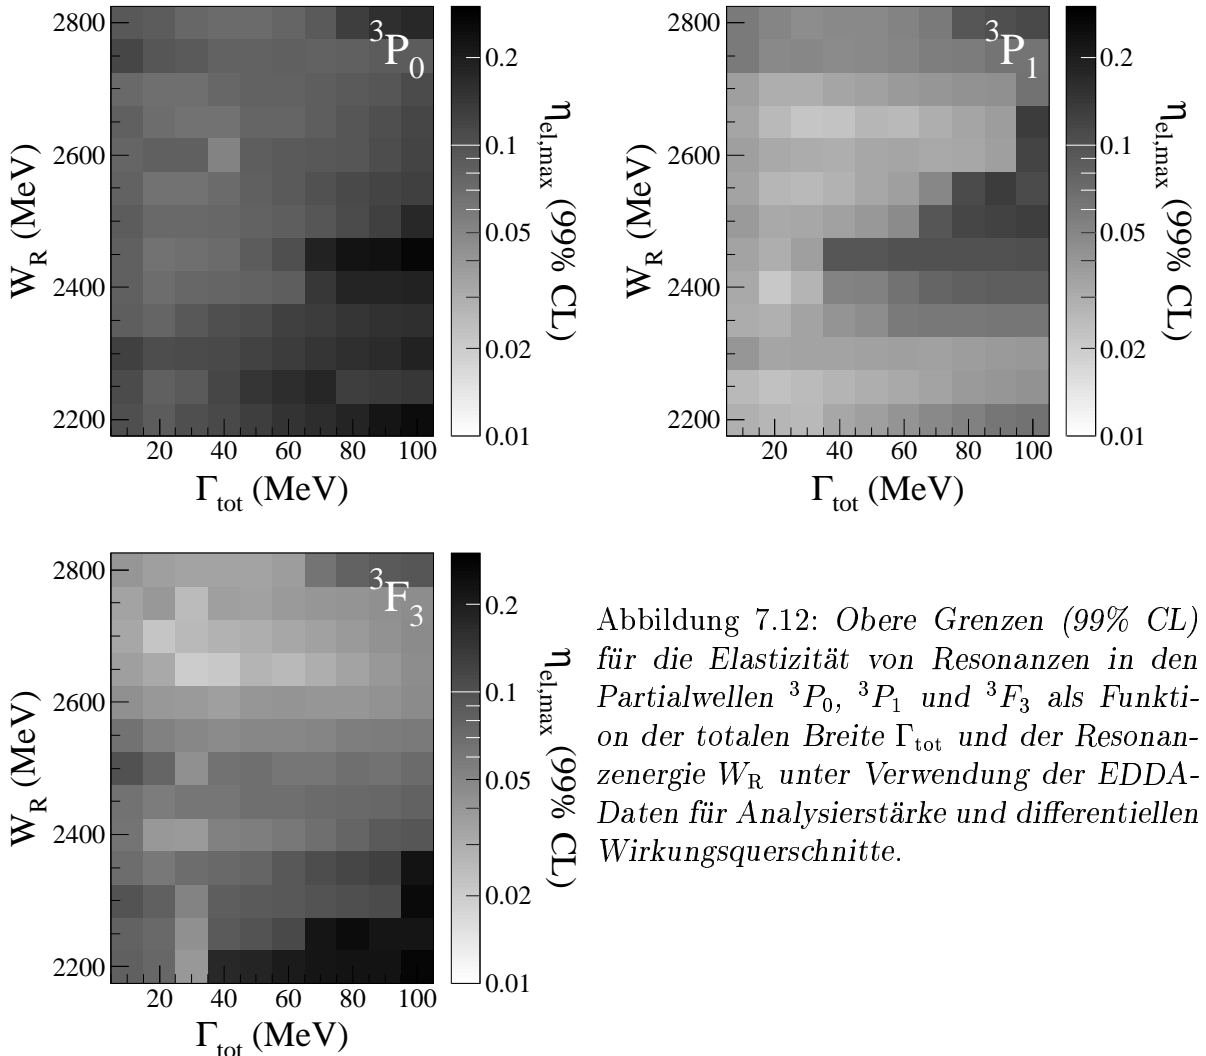 ³P₀
2800
2600
2400
2200
W_R (MeV)
20 40 60 80 100
Γ_tot (MeV)
0.2
0.1
0.05
0.02
0.01
η_el,max (99% CL)
³P₁
2800
2600
2400
2200
W_R (MeV)
20 40 60 80 100
Γ_tot (MeV)
0.2
0.1
0.05
0.02
0.01
η_el,max (99% CL)
³F₃
2800
2600
2400
2200
W_R (MeV)
20 40 60 80 100
Γ_tot (MeV)
0.2
0.1
0.05
0.02
0.01
η_el,max (99% CL)
Abbildung 7.12: Obere Grenzen (99% CL)
für die Elastizität von Resonanzen in den
Partialwellen ³P₀, ³P₁ und ³F₃ als Funkti-
on der totalen Breite Γ_tot und der Resonan-
zenergie W_R unter Verwendung der EDDA-
Daten für Analysierstärke und differentiellen
Wirkungsquerschnitte.